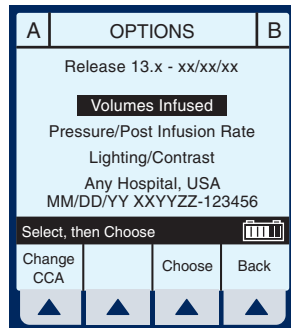 A OPTIONS B
Release 13.x - xx/xx/xx
Volumes Infused
Pressure/Post Infusion Rate
Lighting/Contrast
Any Hospital, USA
MM/DD/YY XXYYZZ-123456
Select, then Choose
Change CCA Choose Back